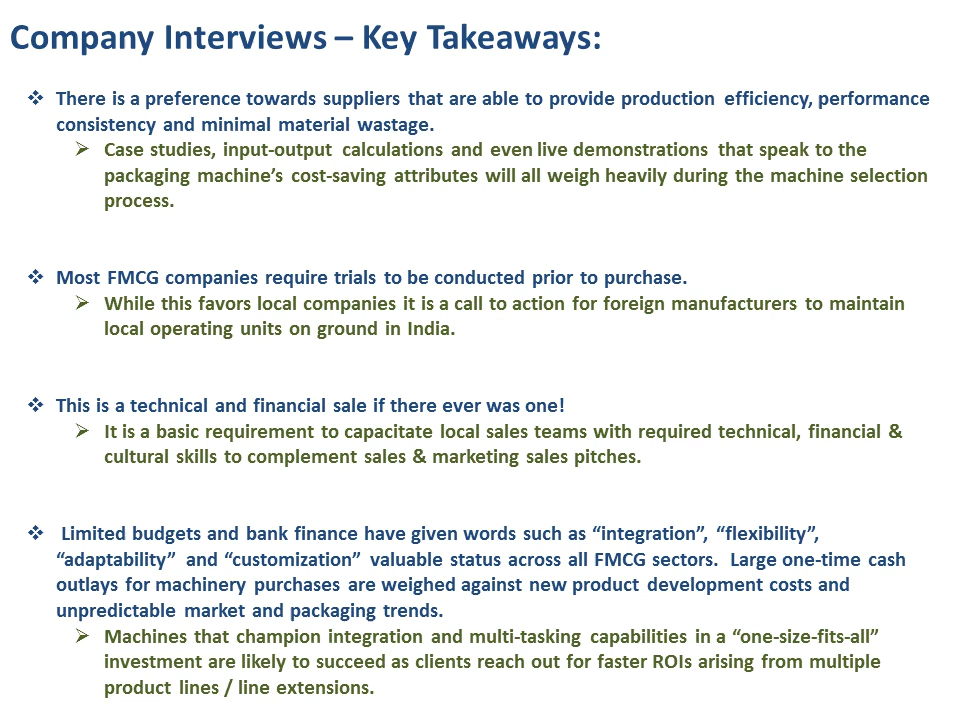 Company Interviews – Key Takeaways:
❖ There is a preference towards suppliers that are able to provide production efficiency, performance
consistency and minimal material wastage.
➢ Case studies, input-output calculations and even live demonstrations that speak to the
packaging machine’s cost-saving attributes will all weigh heavily during the machine selection
process.
❖ Most FMCG companies require trials to be conducted prior to purchase.
➢ While this favors local companies it is a call to action for foreign manufacturers to maintain
local operating units on ground in India.
❖ This is a technical and financial sale if there ever was one!
➢ It is a basic requirement to capacitate local sales teams with required technical, financial &
cultural skills to complement sales & marketing sales pitches.
❖ Limited budgets and bank finance have given words such as “integration”, “flexibility”,
“adaptability” and “customization” valuable status across all FMCG sectors. Large one-time cash
outlays for machinery purchases are weighed against new product development costs and
unpredictable market and packaging trends.
➢ Machines that champion integration and multi-tasking capabilities in a “one-size-fits-all”
investment are likely to succeed as clients reach out for faster ROIs arising from multiple
product lines / line extensions.